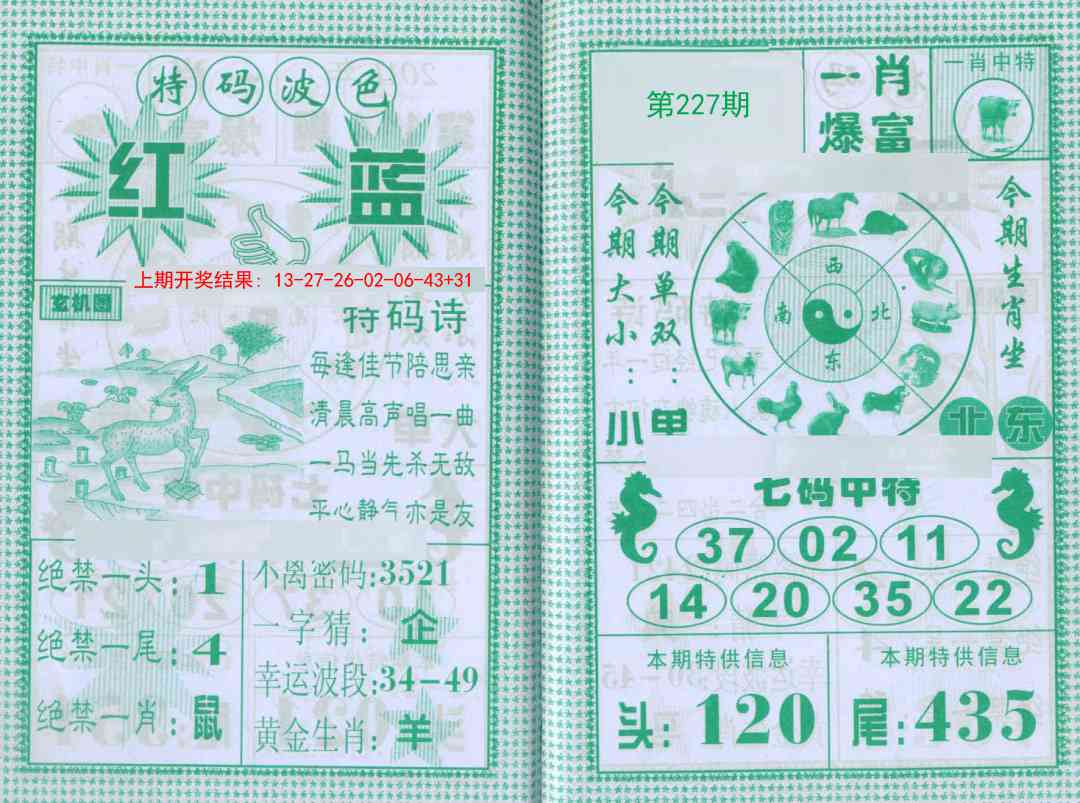 特码波色
红 蓝
上期开奖结果：13-27-26-02-06-43+31
玄机图
特码诗
每逢佳节陪思亲
清晨高声唱一曲
一马当先杀无敌
平心静气亦是友
绝禁一头：1
绝禁一尾：4
绝禁一肖：鼠
不离密码:3521
一字猜：企
幸运波段:34-49
黄金生肖：羊
第227期
一肖
爆富
一肖中特
今期大小：小
今期单双：单
西
南 北
东
今期生肖坐
北 东
七码中特
37 02 11
14 20 35 22
本期特供信息
头:120
本期特供信息
尾:435